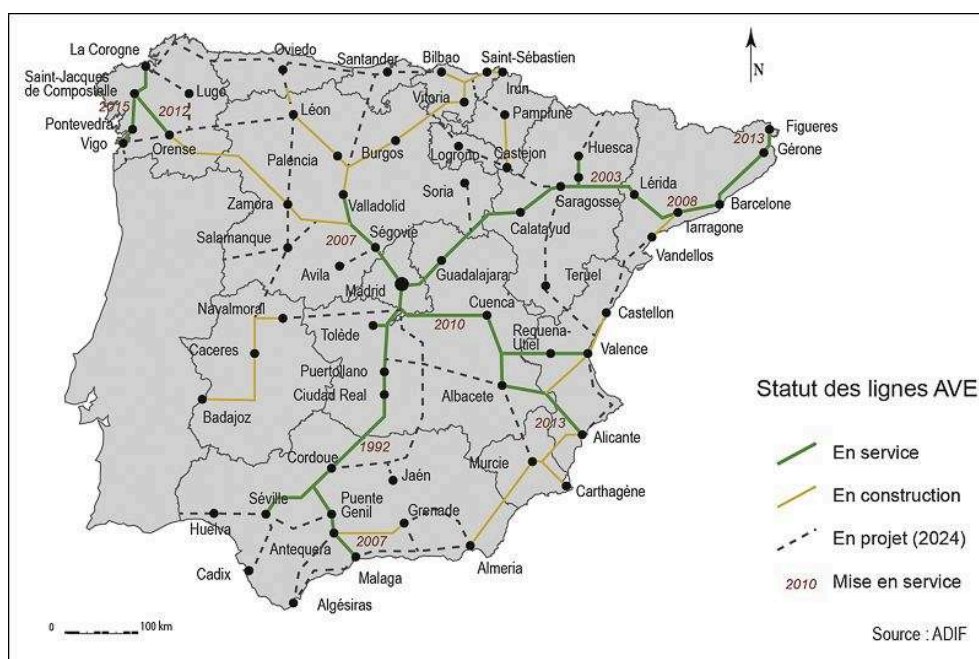 La Corogne
Oviedo
Santander
Bilbao
Saint-Sébastien
N
Saint-Jacques
de Compostelle
Lugo
Irun
2015
2012
Léon
Vitoria
Pamplune
Figueres
Pontevedra
2013
Vigo
Orense
Palencia
Burgos
Logrono
Castejon
Huesca
Gérone
2003
Soria
Lérida
Zamora
Valladolid
Saragosse
2008
Barcelone
2007
Ségovie
Calatayud
Tarragone
Salamanque
Avila
Guadalajara
Vandellos
Madrid
Teruel
Navalmoral
Cuenca
Castellon
Tolède
2010
Requena-
Utiel
Caceres
Valence
Puertollano
Ciudad Real
Albacete
Badajoz
2013
Alicante
1992
Cordoue
Murcie
Jaén
Carthagène
Séville
Puente
Genil
Grenade
Huelva
Antequera
2007
Almeria
Cadix
Malaga
Algésiras
0
100 km
Statut des lignes AVE
En service
En construction
En projet (2024)
2010 Mise en service
Source : ADIF